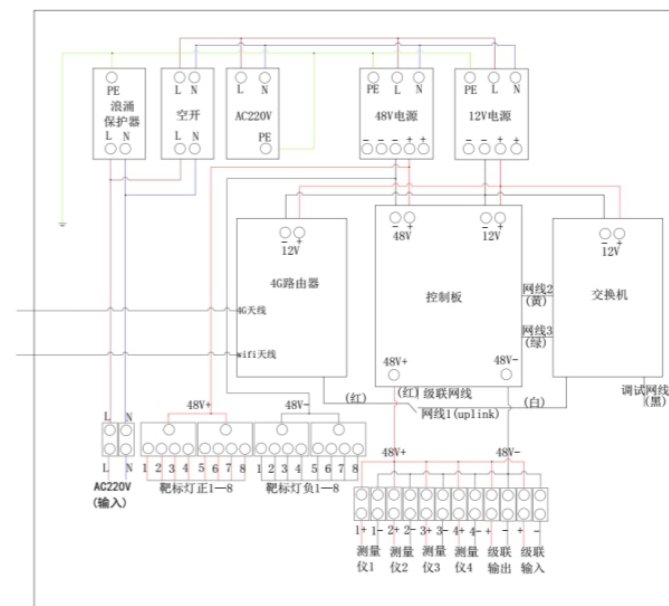 L N L N PE L N PE L N
PE
浪涌
保护器
L N
空开
L N
AC220V
PE
48V电源
- - - + +
12V电源
- - - + +
- +
12V
4G路由器
- +
48V
- +
12V
控制板
- +
12V
交换机
网线2
(黄)
网线3
(绿)
4G天线
wifi天线
48V+
48V-
(红)
(红)
级联网线
网线1(uplink)
(白)
调试网线
(黑)
48V+
48V-
L N
L N
AC220V
(输入)
1 2 3 4 5 6 7 8
靶标灯正1—8
1 2 3 4 5 6 7 8
靶标灯负1—8
48V+
48V-
1+ 1- 2+ 2- 3+ 3- 4+ 4- + - + -
测量
仪1
测量
仪2
测量
仪3
测量
仪4
级联
输出
级联
输入